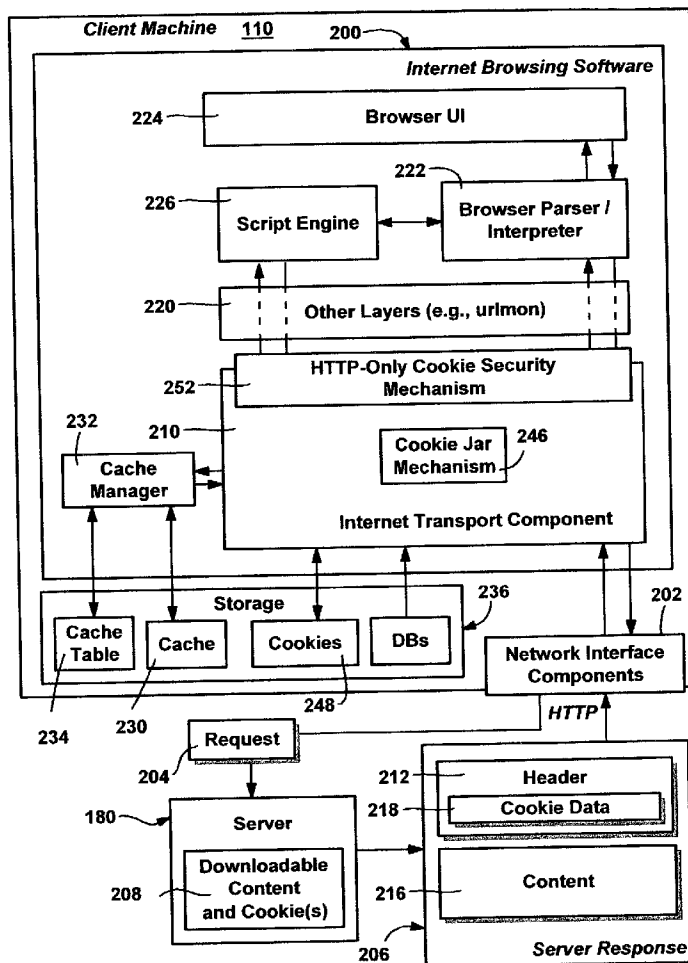 Client Machine 110
200
Internet Browsing Software
224
Browser UI
222
226
Script Engine
Browser Parser /
Interpreter
220
Other Layers (e.g., urlmon)
252
HTTP-Only Cookie Security
Mechanism
232
210
Cookie Jar
Mechanism
246
Cache
Manager
Internet Transport Component
Storage
236
Cache
Table
Cache
Cookies
DBs
202
Network Interface
Components
234
230
248
HTTP
Request
204
212
Header
218
Cookie Data
180
Server
208
Downloadable
Content
and Cookie(s)
216
Content
206
Server Response